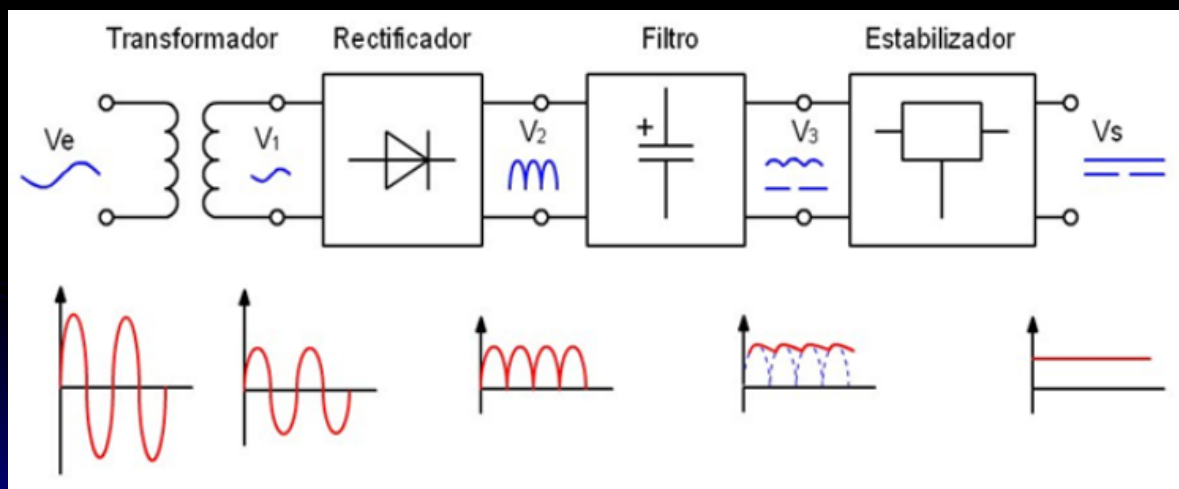 Transformador Rectificador Filtro Estabilizador
Ve V₁ V₂ + V₃ Vs